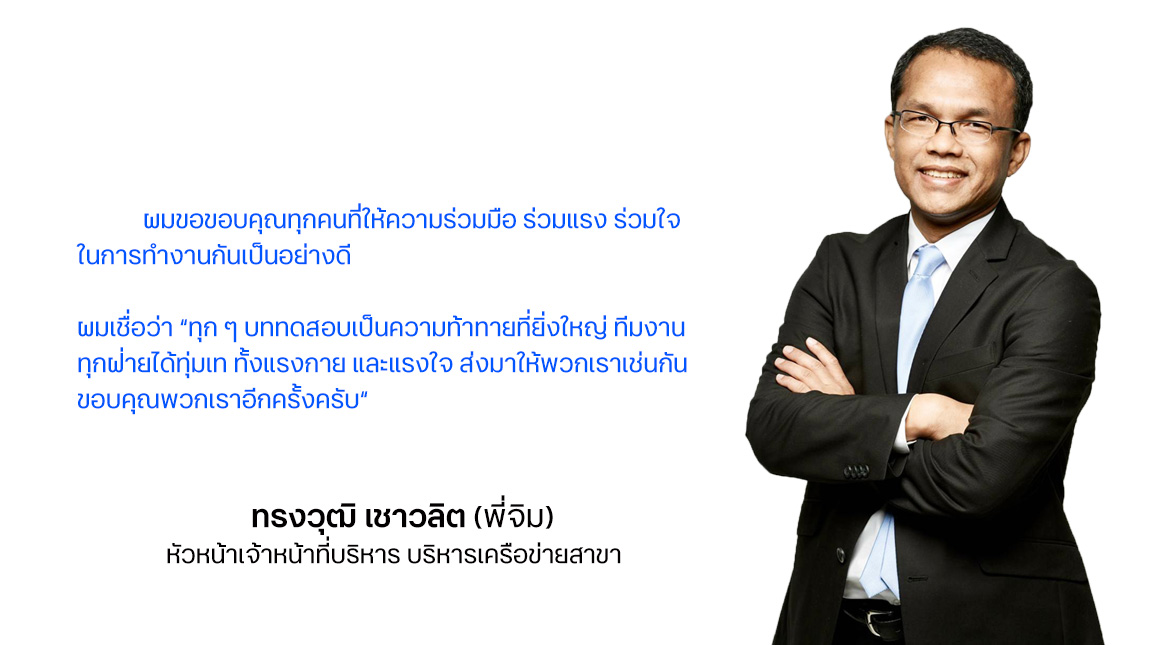 ผมขอขอบคุณทุกคนที่ให้ความร่วมมือ ร่วมแรง ร่วมใจ
ในการทำงานกันเป็นอย่างดี
ผมเชื่อว่า “ทุก ๆ บททดสอบเป็นความท้าทายที่ยิ่งใหญ่ ทีมงาน
ทุกฝ่ายได้ทุ่มเท ทั้งแรงกาย และแรงใจ ส่งมาให้พวกเราเช่นกัน
ขอบคุณพวกเราอีกครั้งครับ“
ทรงวุฒิ เชาวลิต (พี่จิม)
หัวหน้าเจ้าหน้าที่บริหาร บริหารเครือข่ายสาขา